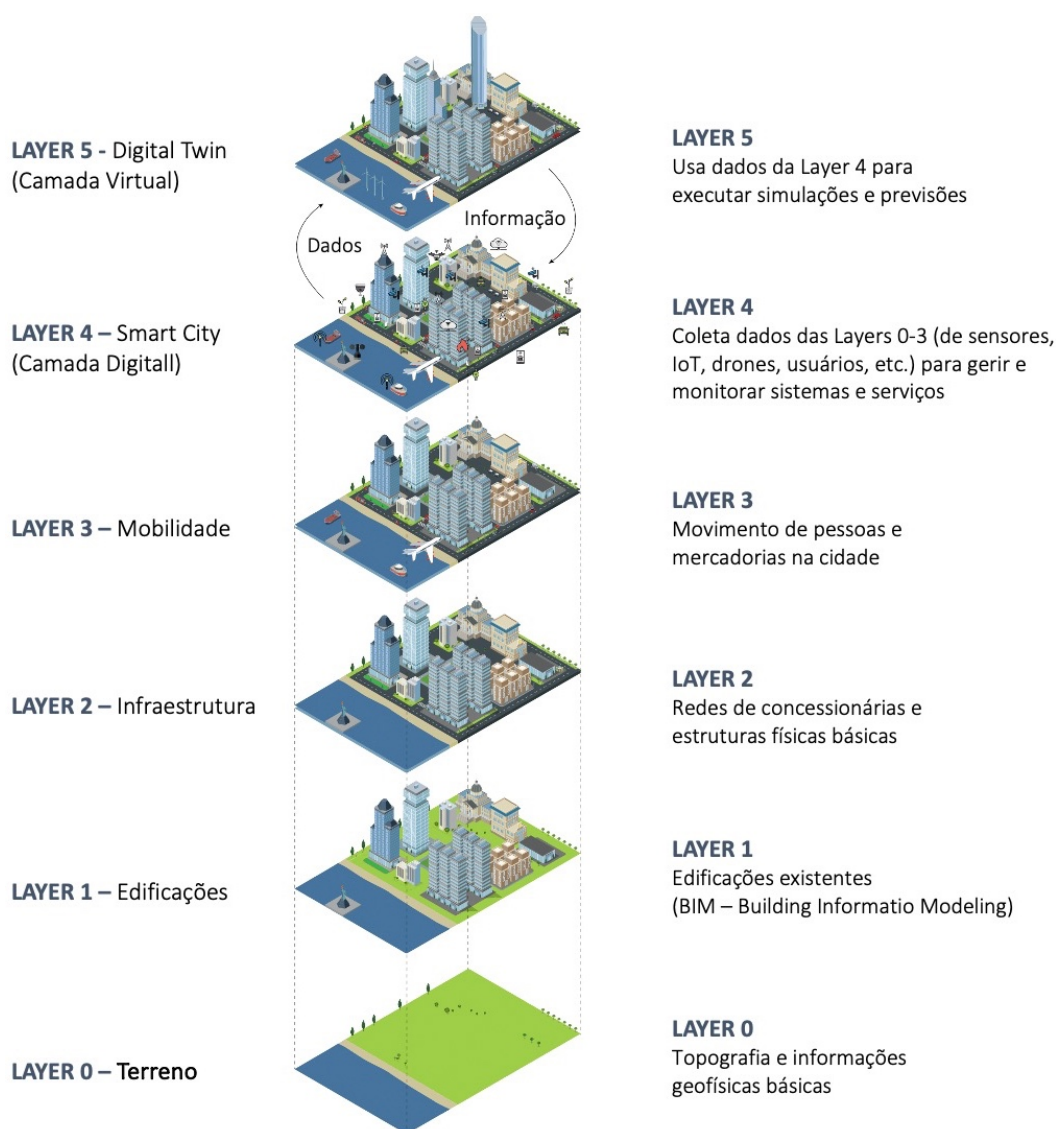 LAYER 5 - Digital Twin
(Camada Virtual)
LAYER 5
Usa dados da Layer 4 para
executar simulações e previsões
Dados
Informação
LAYER 4 – Smart City
(Camada Digitall)
LAYER 4
Coleta dados das Layers 0-3 (de sensores,
IoT, drones, usuários, etc.) para gerir e
monitorar sistemas e serviços
LAYER 3 – Mobilidade
LAYER 3
Movimento de pessoas e
mercadorias na cidade
LAYER 2 – Infraestrutura
LAYER 2
Redes de concessionárias e
estruturas físicas básicas
LAYER 1 – Edificações
LAYER 1
Edificações existentes
(BIM – Building Informatio Modeling)
LAYER 0 – Terreno
LAYER 0
Topografia e informações
geofísicas básicas